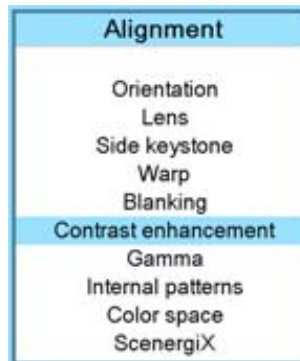 Alignment
Orientation
Lens
Side keystone
Warp
Blanking
Contrast enhancement
Gamma
Internal patterns
Color space
ScenergiX